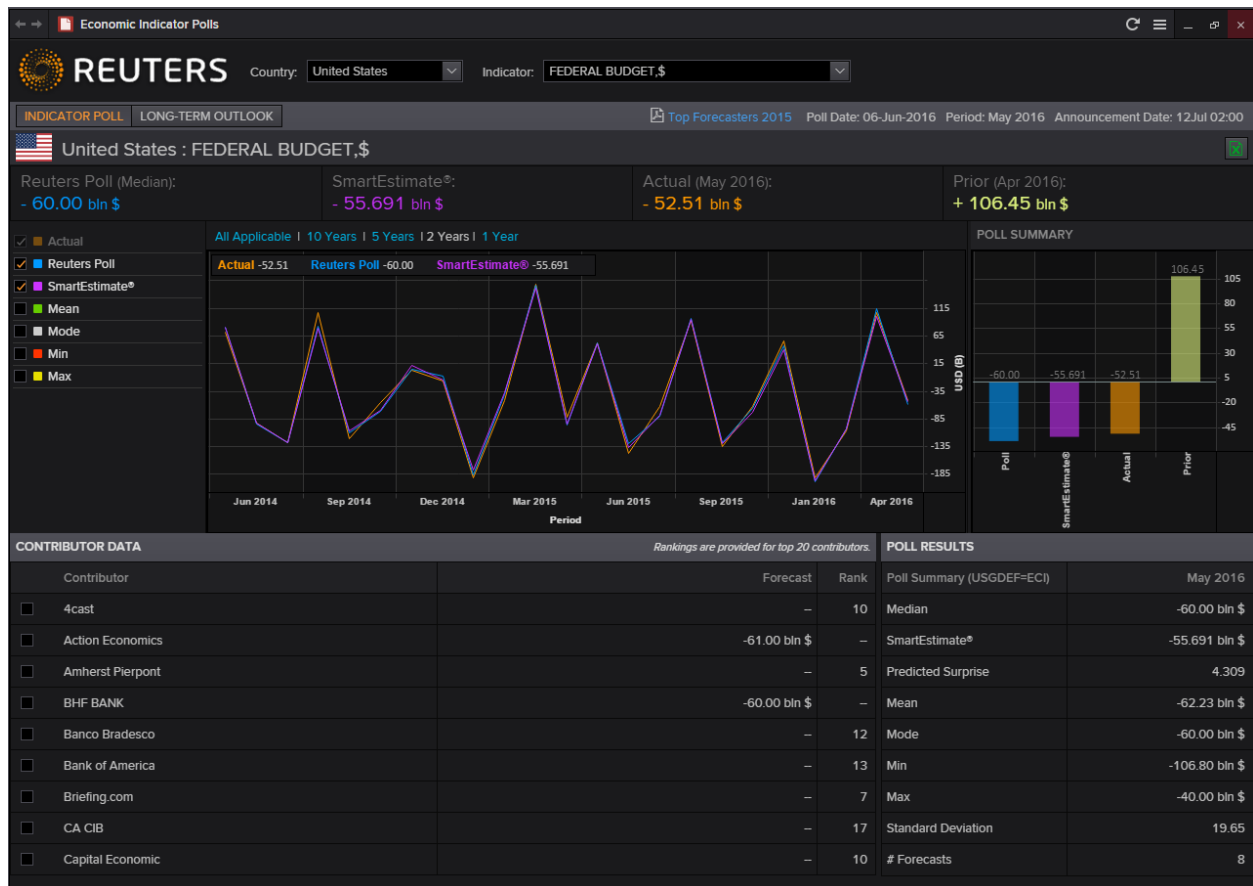 Economic Indicator Polls
REUTERS Country: United States Indicator: FEDERAL BUDGET,$
INDICATOR POLL LONG-TERM OUTLOOK Top Forecasters 2015 Poll Date: 06-Jun-2016 Period: May 2016 Announcement Date: 12Jul 02:00
United States : FEDERAL BUDGET,$
Reuters Poll (Median): SmartEstimate®: Actual (May 2016): Prior (Apr 2016):
- 60.00 bln $ - 55.691 bln $ - 52.51 bln $ + 106.45 bln $
Actual
Reuters Poll
SmartEstimate®
Mean
Mode
Min
Max
All Applicable | 10 Years | 5 Years | 2 Years | 1 Year
Actual -52.51 Reuters Poll -60.00 SmartEstimate® -55.691
115
65
15
-35
-85
-135
-185
USD (B)
Jun 2014 Sep 2014 Dec 2014 Mar 2015 Jun 2015 Sep 2015 Jan 2016 Apr 2016
Period
POLL SUMMARY
106.45
-60.00 -55.691 -52.51
105
80
55
30
5
-20
-45
Poll SmartEstimate® Actual Prior
CONTRIBUTOR DATA Rankings are provided for top 20 contributors.
Contributor Forecast Rank
4cast -- 10
Action Economics -61.00 bln $ --
Amherst Pierpont -- 5
BHF BANK -60.00 bln $ --
Banco Bradesco -- 12
Bank of America -- 13
Briefing.com -- 7
CA CIB -- 17
Capital Economic -- 10
POLL RESULTS
Poll Summary (USGDEF=ECI) May 2016
Median -60.00 bln $
SmartEstimate® -55.691 bln $
Predicted Surprise 4.309
Mean -62.23 bln $
Mode -60.00 bln $
Min -106.80 bln $
Max -40.00 bln $
Standard Deviation 19.65
# Forecasts 8